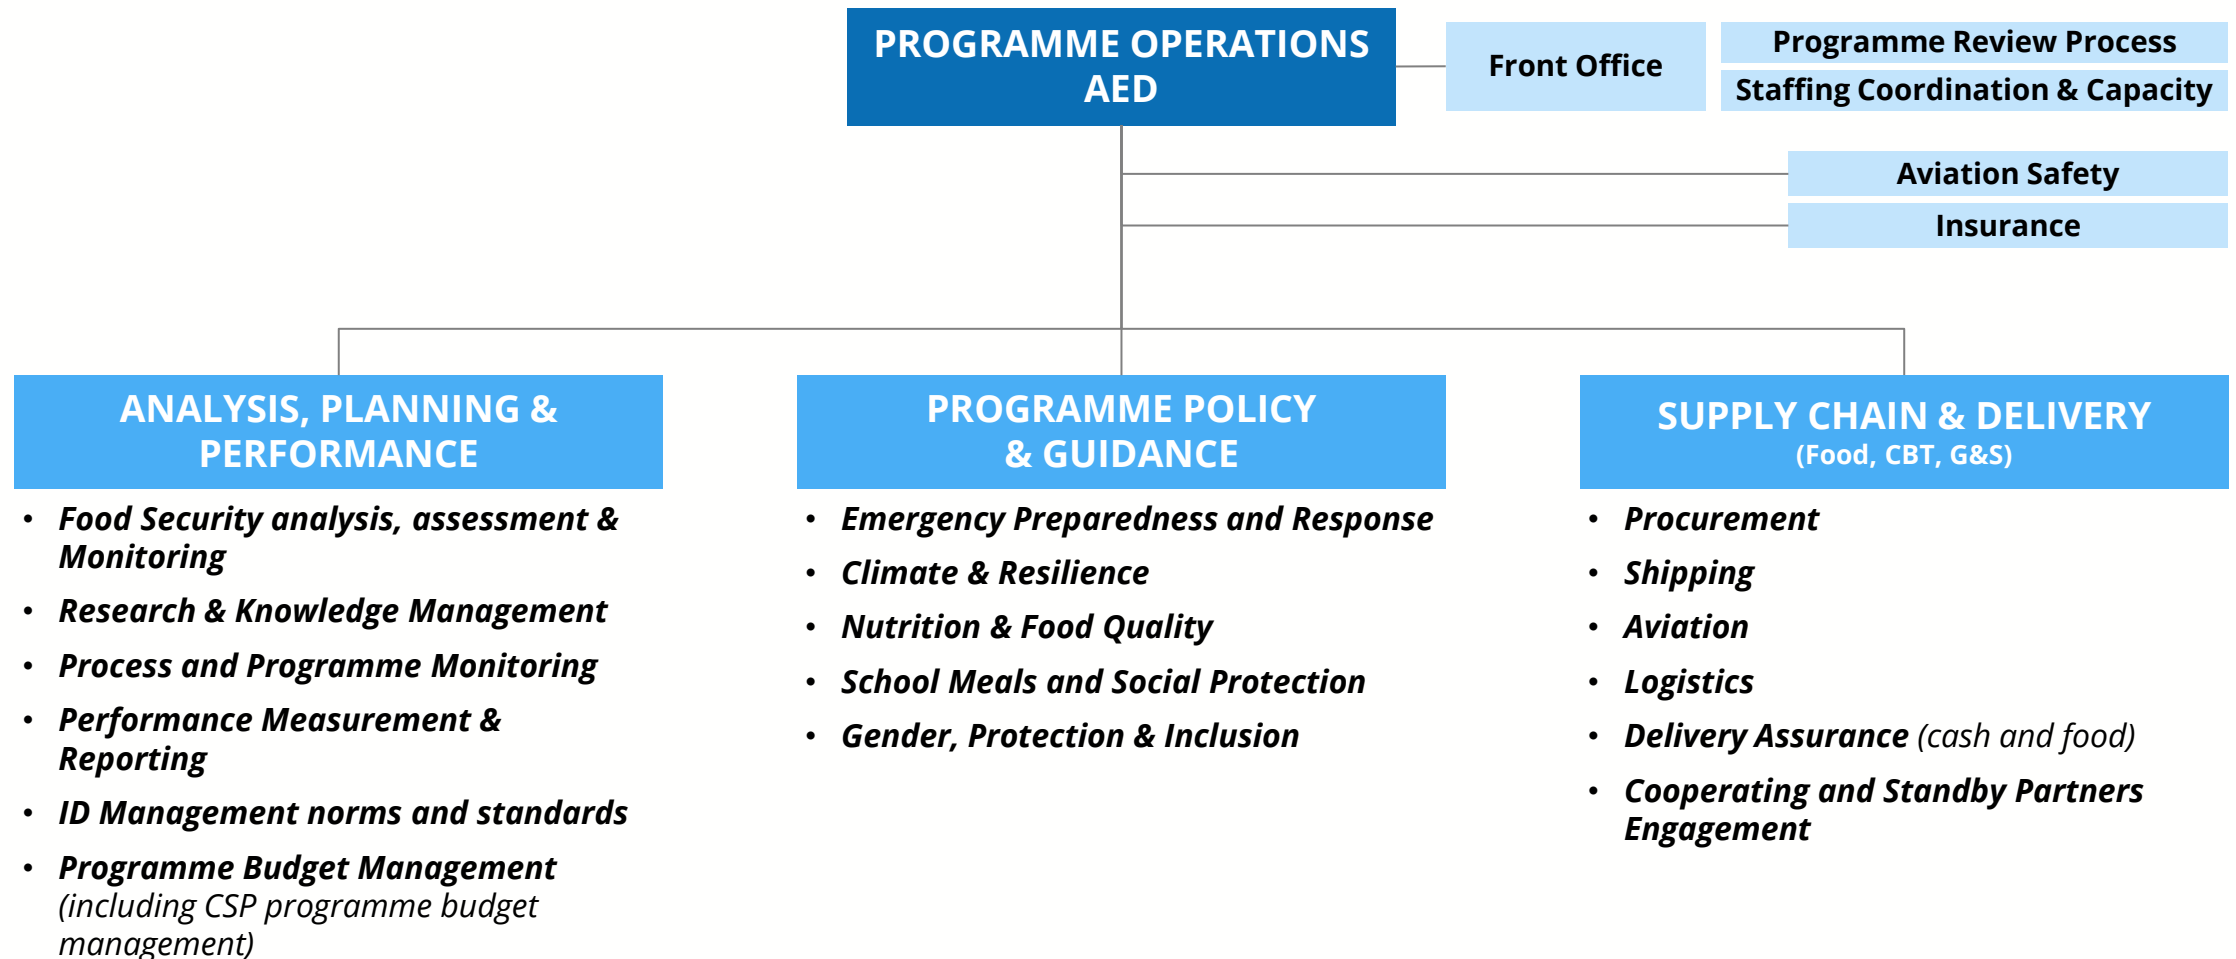 PROGRAMME OPERATIONS
AED
Front Office
Programme Review Process
Staffing Coordination & Capacity
Aviation Safety
Insurance
ANALYSIS, PLANNING &
PERFORMANCE
• Food Security analysis, assessment &
Monitoring
• Research & Knowledge Management
• Process and Programme Monitoring
• Performance Measurement &
Reporting
• ID Management norms and standards
• Programme Budget Management
(including CSP programme budget
management)
PROGRAMME POLICY
& GUIDANCE
• Emergency Preparedness and Response
• Climate & Resilience
• Nutrition & Food Quality
• School Meals and Social Protection
• Gender, Protection & Inclusion
SUPPLY CHAIN & DELIVERY
(Food, CBT, G&S)
• Procurement
• Shipping
• Aviation
• Logistics
• Delivery Assurance (cash and food)
• Cooperating and Standby Partners
Engagement